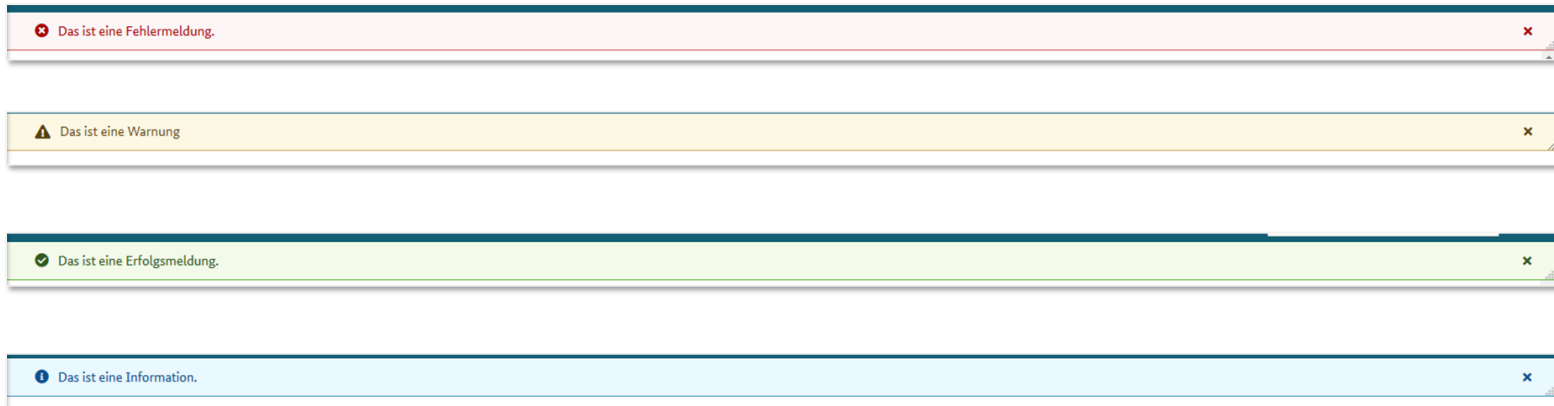 Das ist eine Fehlermeldung.
Das ist eine Warnung
Das ist eine Erfolgsmeldung.
Das ist eine Information.